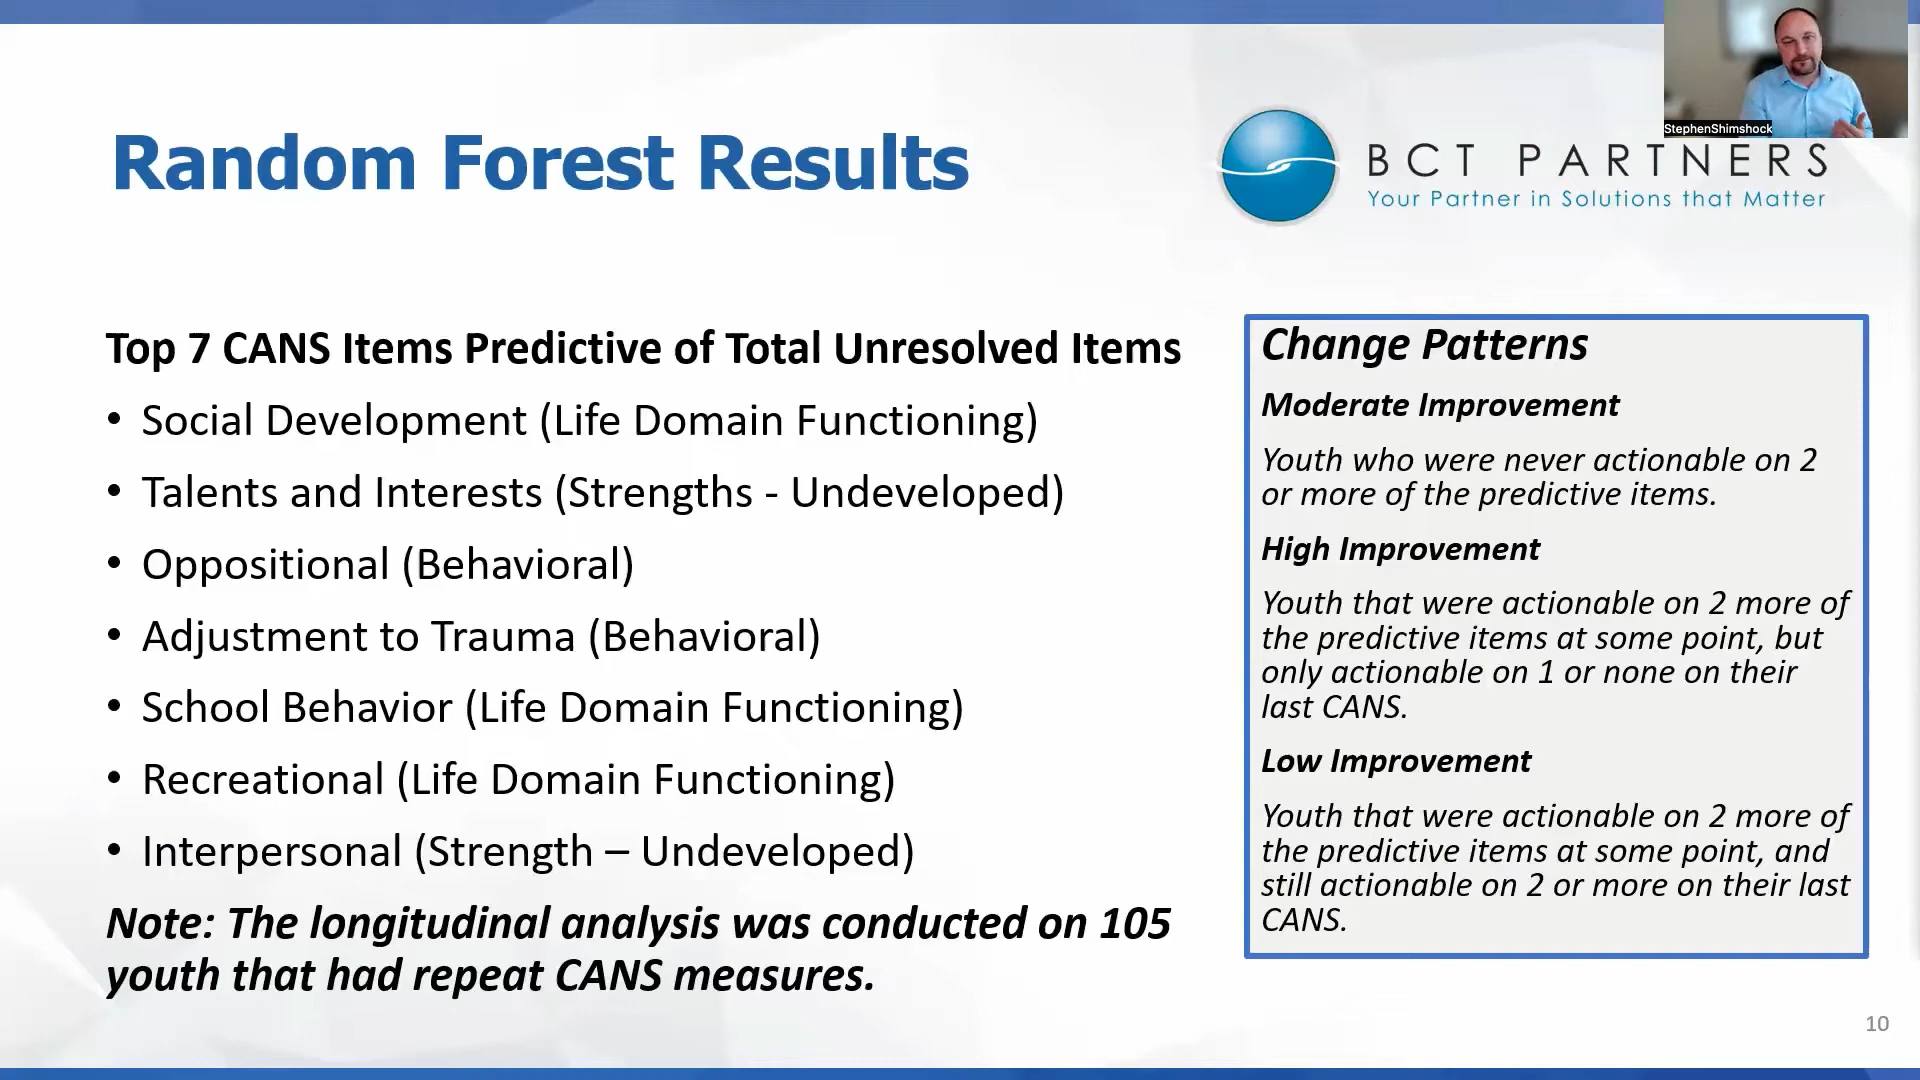 StephenShimshock
Random Forest Results
BCT PARTNERS
Your Partner in Solutions that Matter
Top 7 CANS Items Predictive of Total Unresolved Items
• Social Development (Life Domain Functioning)
• Talents and Interests (Strengths - Undeveloped)
• Oppositional (Behavioral)
• Adjustment to Trauma (Behavioral)
• School Behavior (Life Domain Functioning)
• Recreational (Life Domain Functioning)
• Interpersonal (Strength – Undeveloped)
Note: The longitudinal analysis was conducted on 105
youth that had repeat CANS measures.
Change Patterns
Moderate Improvement
Youth who were never actionable on 2
or more of the predictive items.
High Improvement
Youth that were actionable on 2 more of
the predictive items at some point, but
only actionable on 1 or none on their
last CANS.
Low Improvement
Youth that were actionable on 2 more of
the predictive items at some point, and
still actionable on 2 or more on their last
CANS.
10